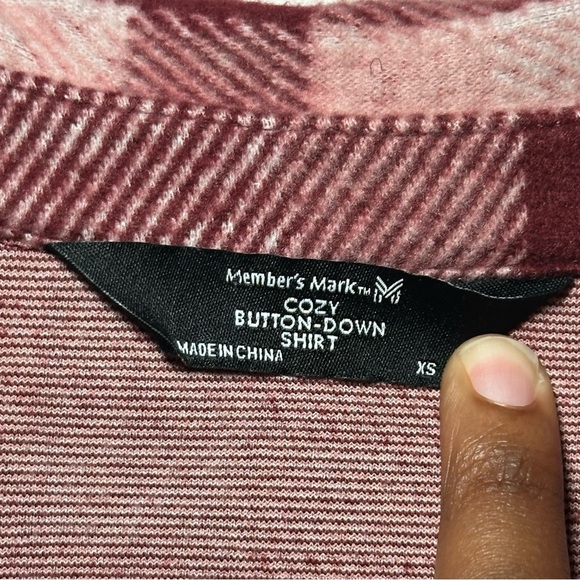 Member's Mark™
COZY
BUTTON-DOWN
SHIRT
MADE IN CHINA
XS